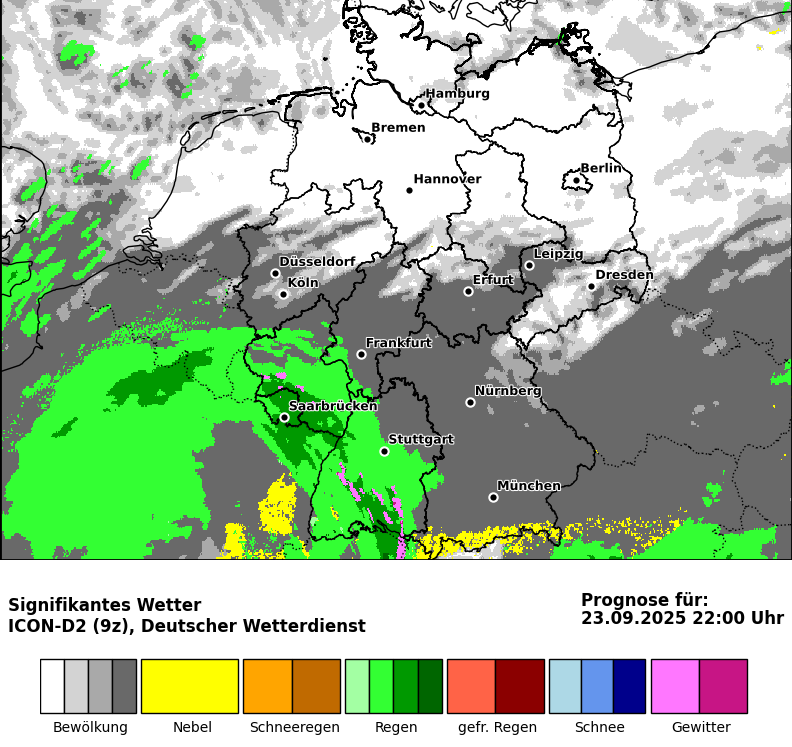 Hamburg
Bremen
Berlin
Hannover
Leipzig
Düsseldorf
Dresden
Köln
Erfurt
Frankfurt
Nürnberg
Saarbrücken
Stuttgart
München
Signifikantes Wetter
ICON-D2 (9z), Deutscher Wetterdienst
Prognose für:
23.09.2025 22:00 Uhr
Bewölkung Nebel Schneeregen Regen gefr. Regen Schnee Gewitter